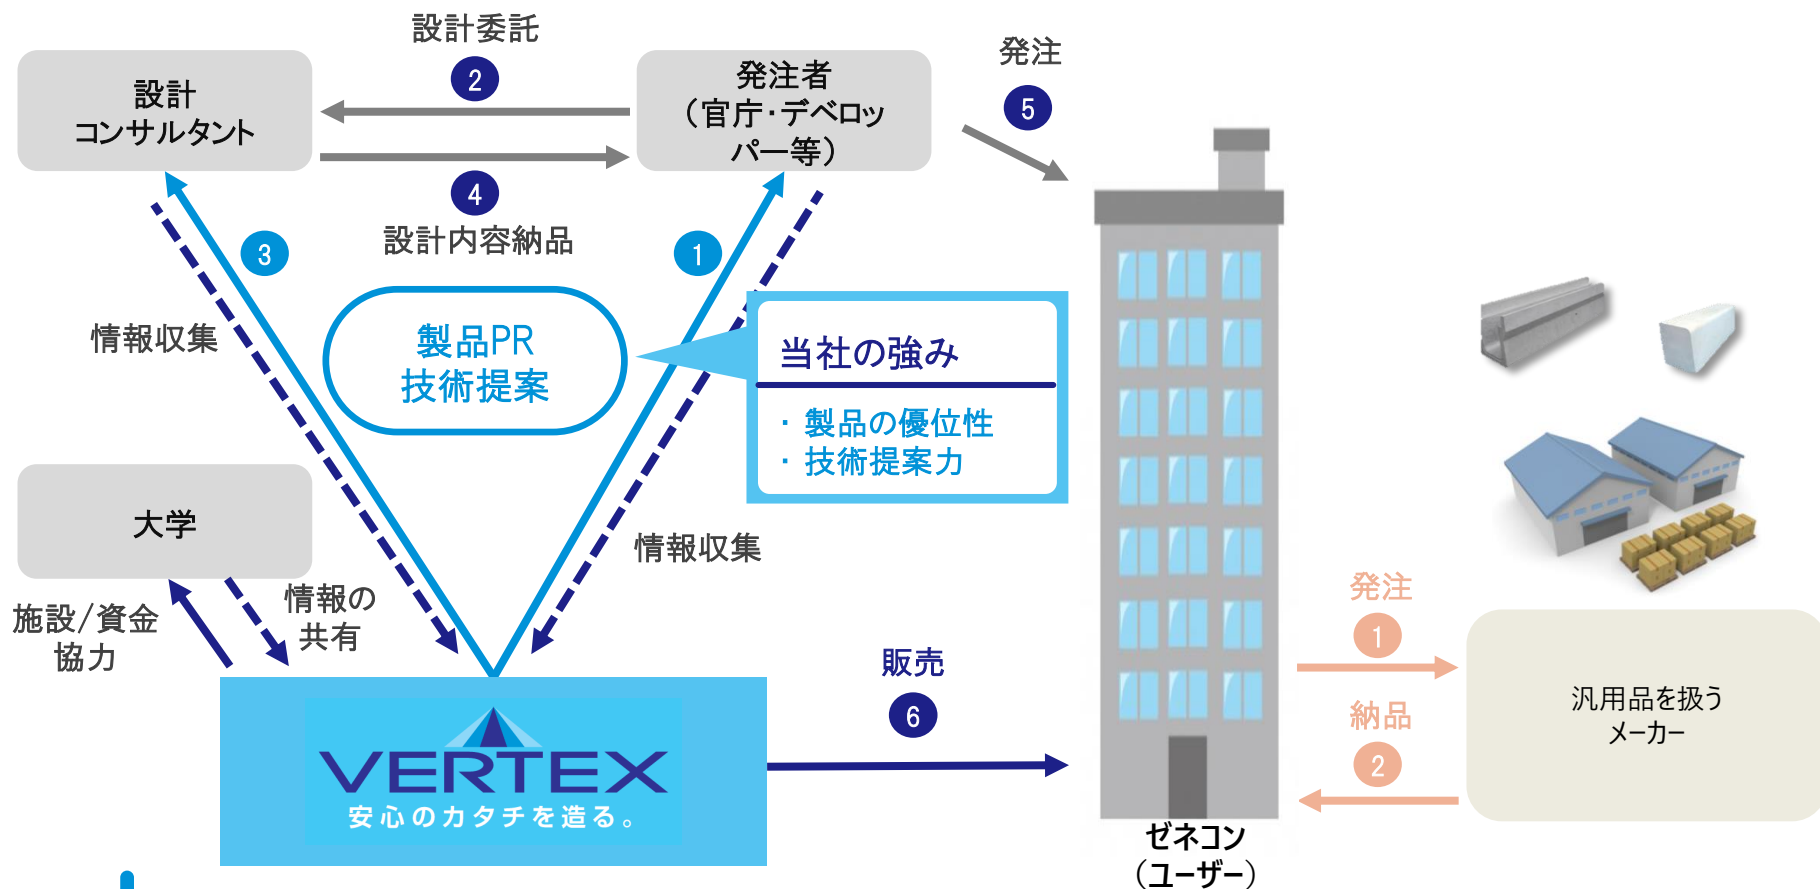 設計委託
2
設計
コンサルタント
発注者
（官庁・デベロッ
パー等）
発注
5
4
設計内容納品
3
1
情報収集
製品PR
技術提案
当社の強み
・ 製品の優位性
・ 技術提案力
大学
情報収集
施設/資金
協力
情報の
共有
販売
6
VERTEX
安心のカタチを造る。
ゼネコン
（ユーザー）
発注
1
納品
2
汎用品を扱う
メーカー